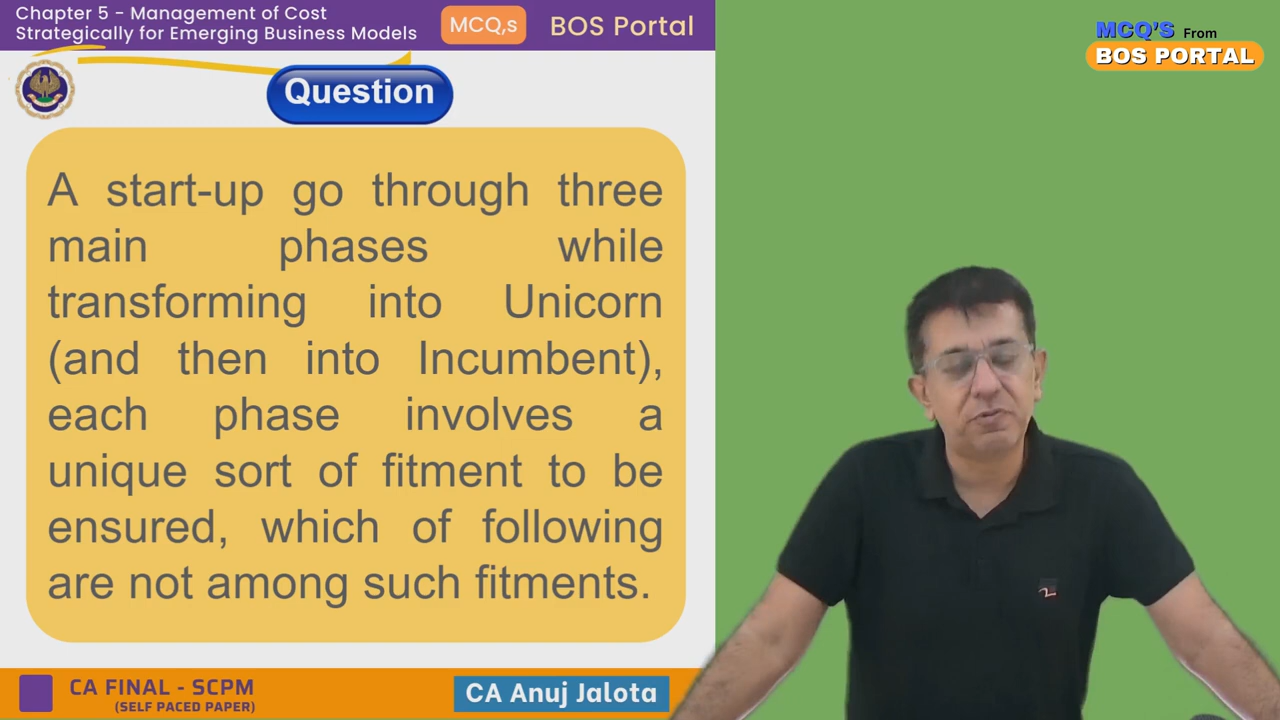 Chapter 5 - Management of Cost
Strategically for Emerging Business Models
MCQ,s
BOS Portal
MCQ'S From
BOS PORTAL
Question
A start-up go through three
main phases while
transforming into Unicorn
(and then into Incumbent),
each phase involves a
unique sort of fitment to be
ensured, which of following
are not among such fitments.
CA FINAL - SCPM
(SELF PACED PAPER)
CA Anuj Jalota